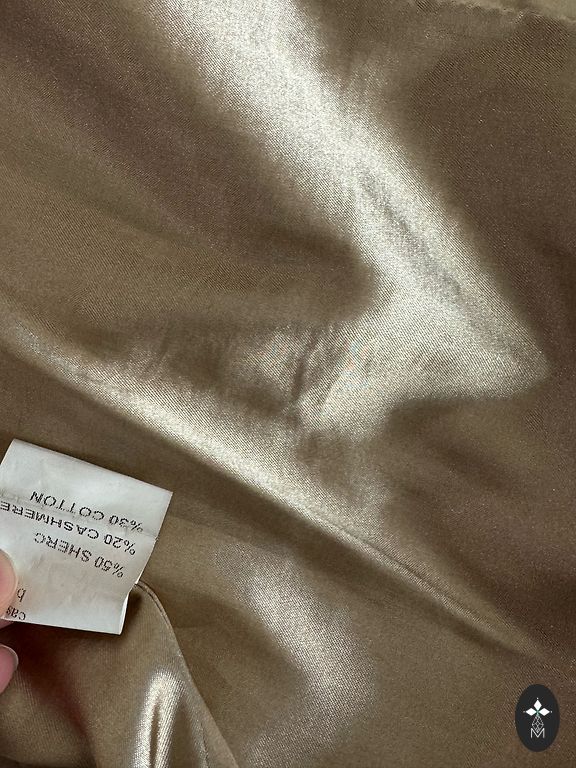 %50 SHERC
%20 CASHMERE
%30 COTTON
M